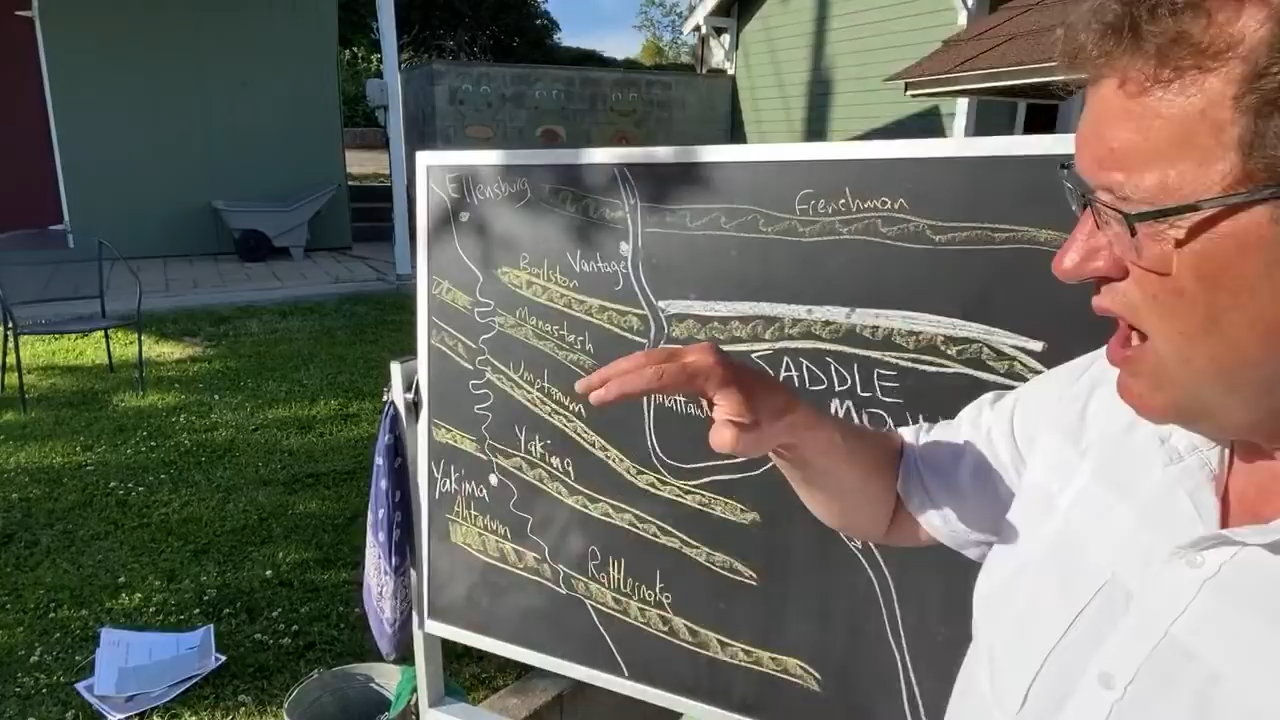 Ellensburg
Frenchman
Vantage
Boylston
Manastash
SADDLE
Umptanum
Yakima
Yakima
Ahtanum
Rattlesnake